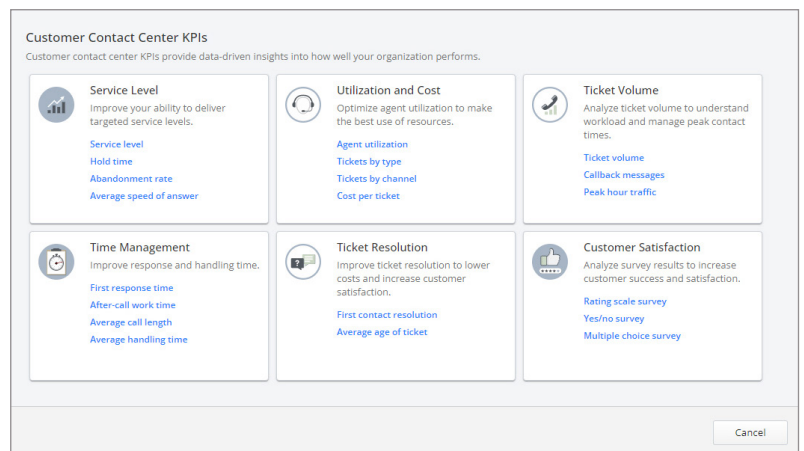 Customer Contact Center KPIs
Customer contact center KPIs provide data-driven insights into how well your organization performs.
Service Level
Improve your ability to deliver
targeted service levels.
Service level
Hold time
Abandonment rate
Average speed of answer
Utilization and Cost
Optimize agent utilization to make
the best use of resources.
Agent utilization
Tickets by type
Tickets by channel
Cost per ticket
Ticket Volume
Analyze ticket volume to understand
workload and manage peak contact
times.
Ticket volume
Callback messages
Peak hour traffic
Time Management
Improve response and handling time.
First response time
After-call work time
Average call length
Average handling time
Ticket Resolution
Improve ticket resolution to lower
costs and increase customer
satisfaction.
First contact resolution
Average age of ticket
Customer Satisfaction
Analyze survey results to increase
customer success and satisfaction.
Rating scale survey
Yes/no survey
Multiple choice survey
Cancel